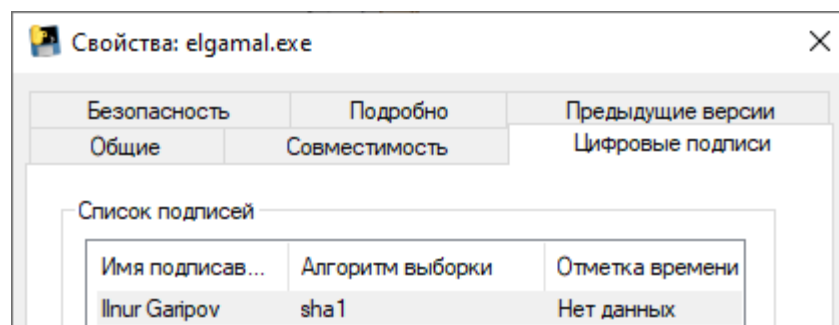 Свойства: elgamal.exe
Безопасность Подробно Предыдущие версии
Общие Совместимость Цифровые подписи
Список подписей
Имя подписав... Алгоритм выборки Отметка времени
Ilnur Garipov sha1 Нет данных